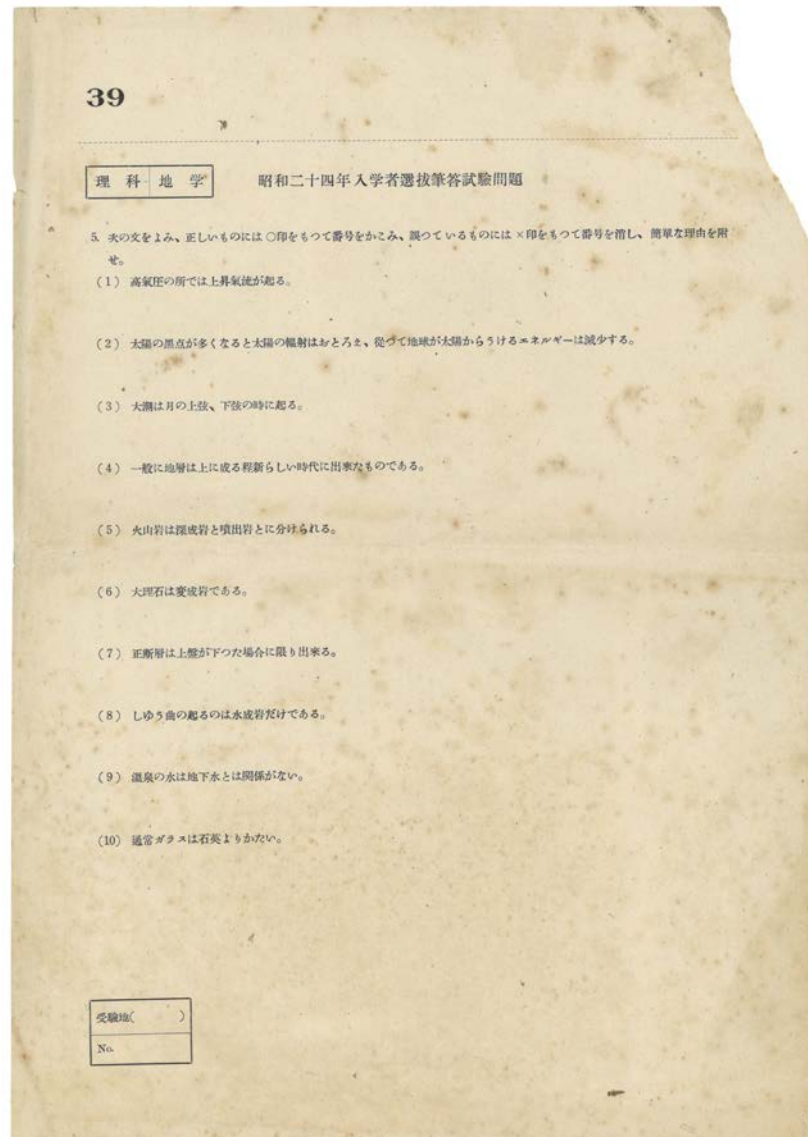 39
理科 地学 昭和二十四年入学者選抜筆答試驗問題
5. 次の文をよみ、正しいものには○印をもつて番号をかこみ、誤つているものには×印をもつて番号を消し、簡單な理由を附
せ。
(1) 高氣圧の所では上昇氣流が起る。
(2) 太陽の黒点が多くなると太陽の輻射はおとろえ、從つて地球が太陽からうけるエネルギーは減少する。
(3) 大潮は月の上弦、下弦の時に起る。
(4) 一般に地層は上に成る程新らしい時代に出来たものである。
(5) 火山岩は深成岩と噴出岩とに分けられる。
(6) 大理石は変成岩である。
(7) 正断層は上盤が下つた場合に限り出来る。
(8) しゆう曲の起るのは水成岩だけである。
(9) 温泉の水は地下水とは関係がない。
(10) 通常ガラスは石英よりかたい。
受驗地( )
No.